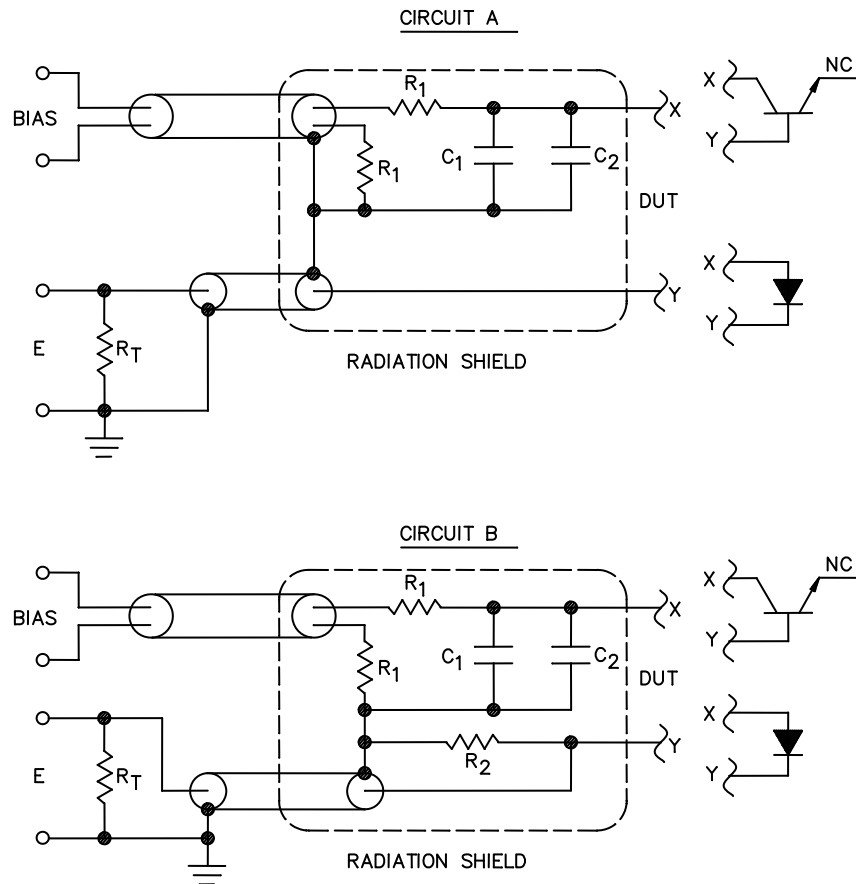 CIRCUIT A
R1
X
NC
X
BIAS
Y
R1
C1
C2
DUT
X
Y
Y
E
RT
RADIATION SHIELD
CIRCUIT B
R1
X
NC
X
BIAS
Y
R1
C1
C2
DUT
X
Y
R2
Y
E
RT
RADIATION SHIELD